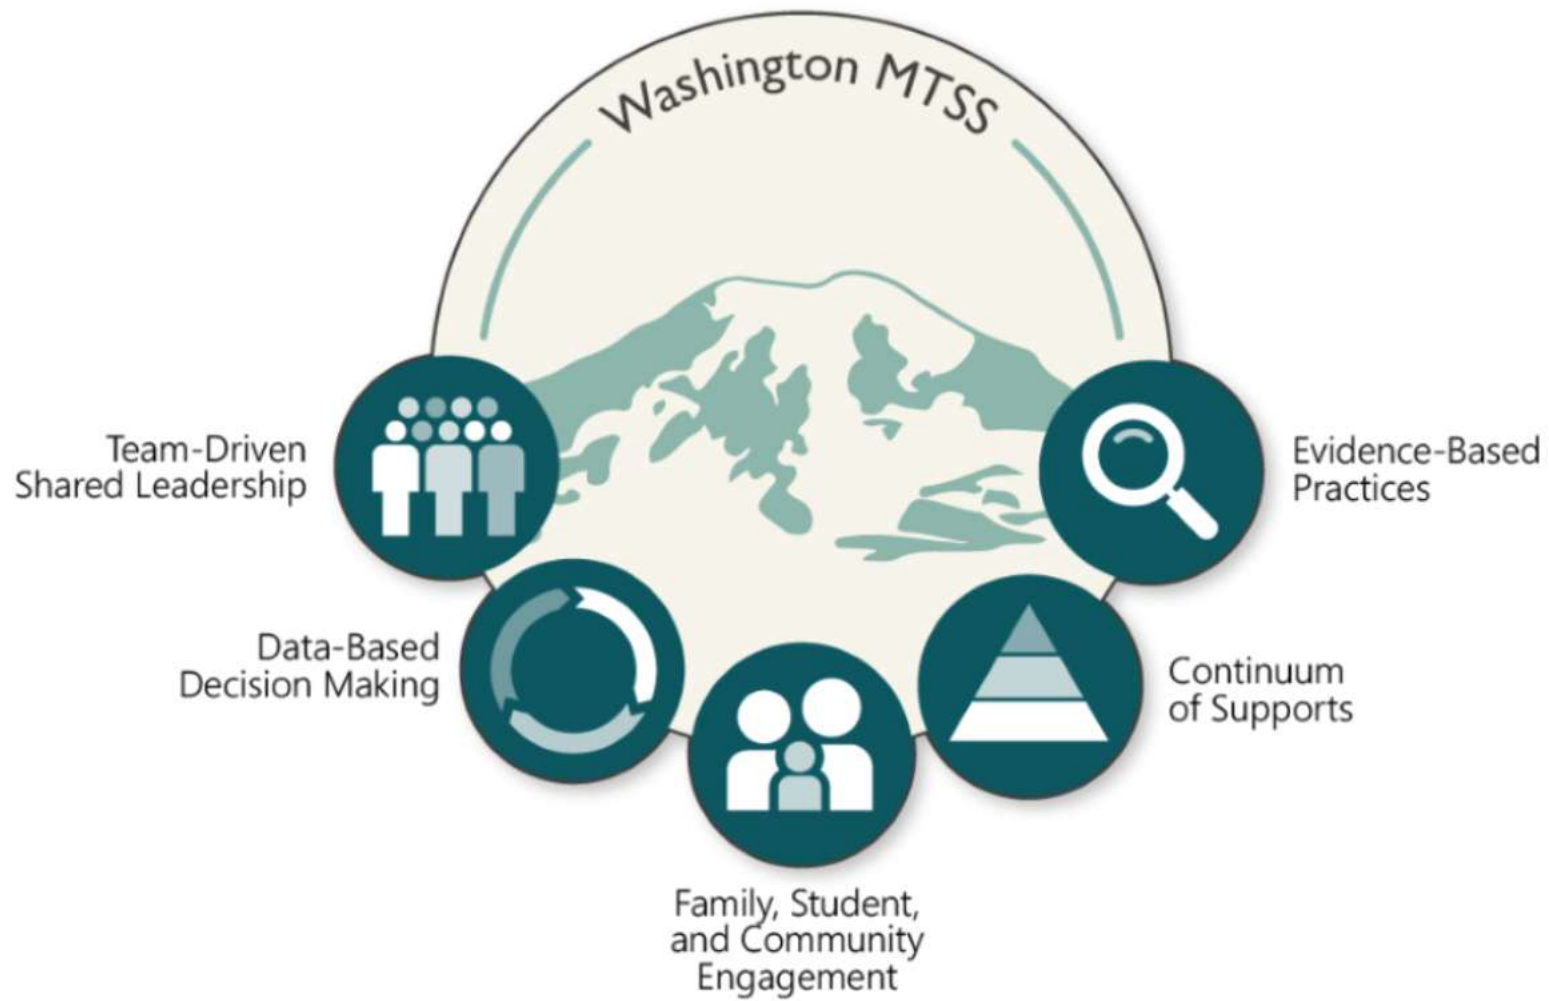 Washington MTSS
Team-Driven
Shared Leadership
Evidence-Based
Practices
Data-Based
Decision Making
Continuum
of Supports
Family, Student,
and Community
Engagement